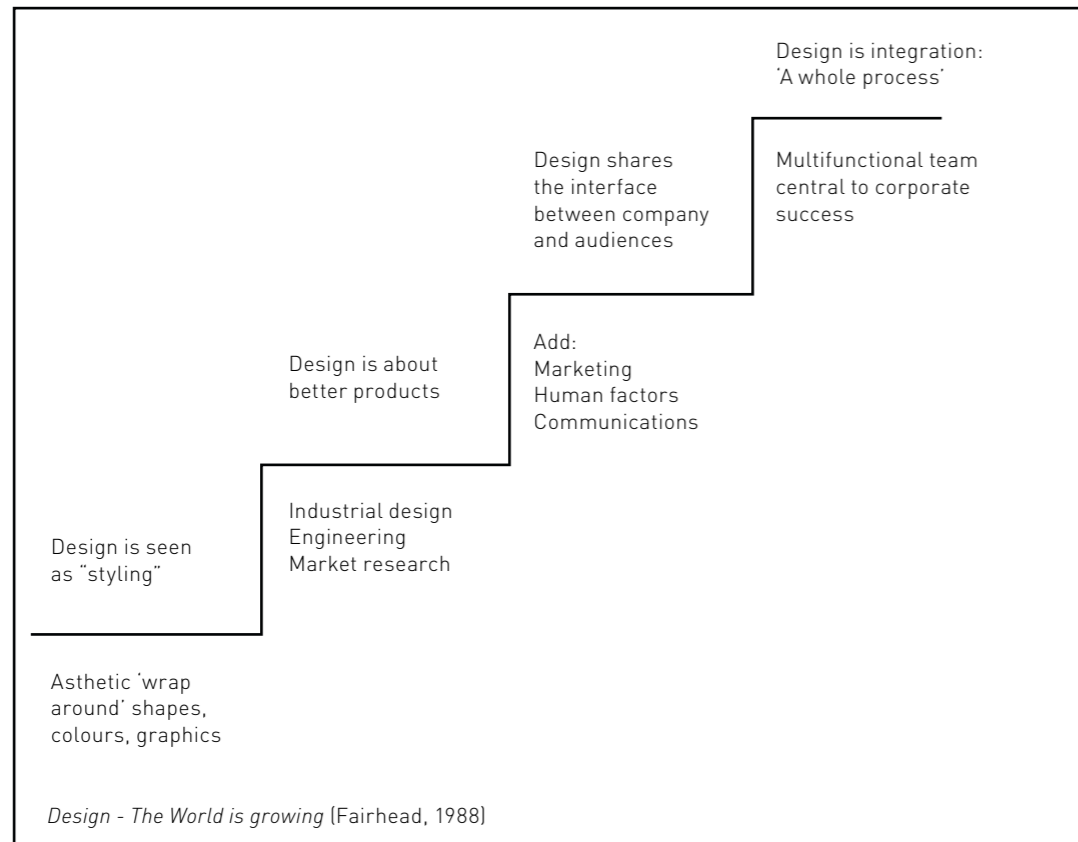 Design is integration:
‘A whole process’
Multifunctional team
central to corporate
success
Design shares
the interface
between company
and audiences
Add:
Marketing
Human factors
Communications
Design is about
better products
Industrial design
Engineering
Market research
Design is seen
as “styling”
Asthetic ‘wrap
around’ shapes,
colours, graphics
Design - The World is growing (Fairhead, 1988)